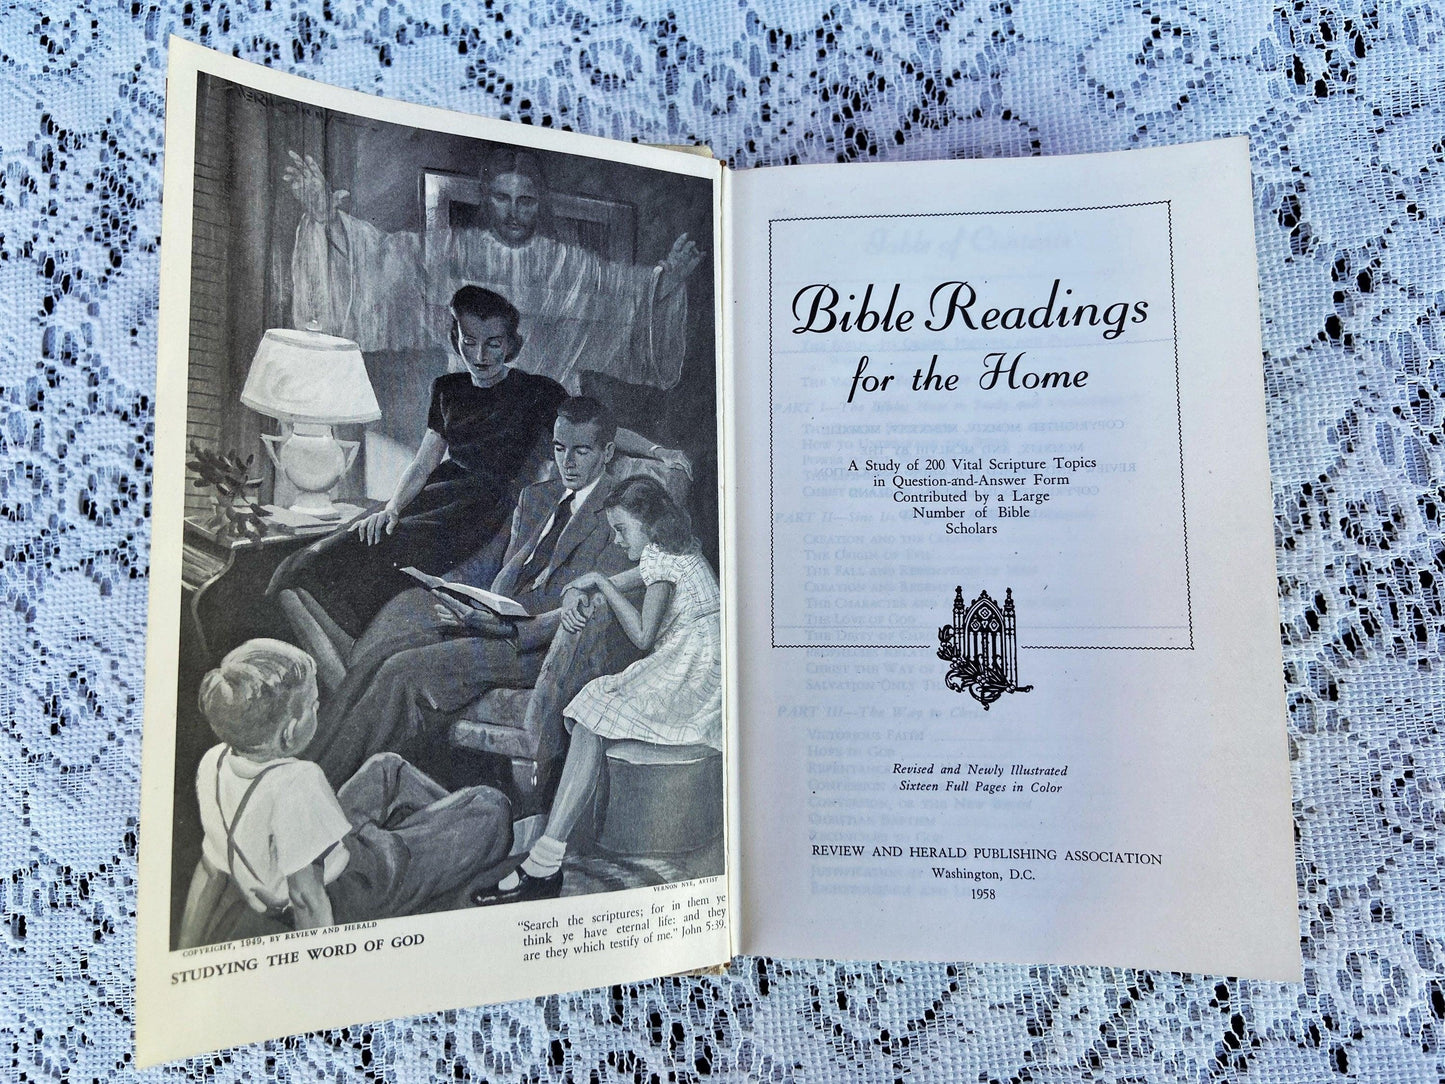 COPYRIGHT, 1949, BY REVIEW AND HERALD
VERNON NYE, ARTIST
STUDYING THE WORD OF GOD
"Search the scriptures; for in them ye
think ye have eternal life: and they
are they which testify of me." John 5:39.
Bible Readings
for the Home
A Study of 200 Vital Scripture Topics
in Question-and-Answer Form
Contributed by a Large
Number of Bible
Scholars
Revised and Newly Illustrated
Sixteen Full Pages in Color
REVIEW AND HERALD PUBLISHING ASSOCIATION
Washington, D.C.
1958